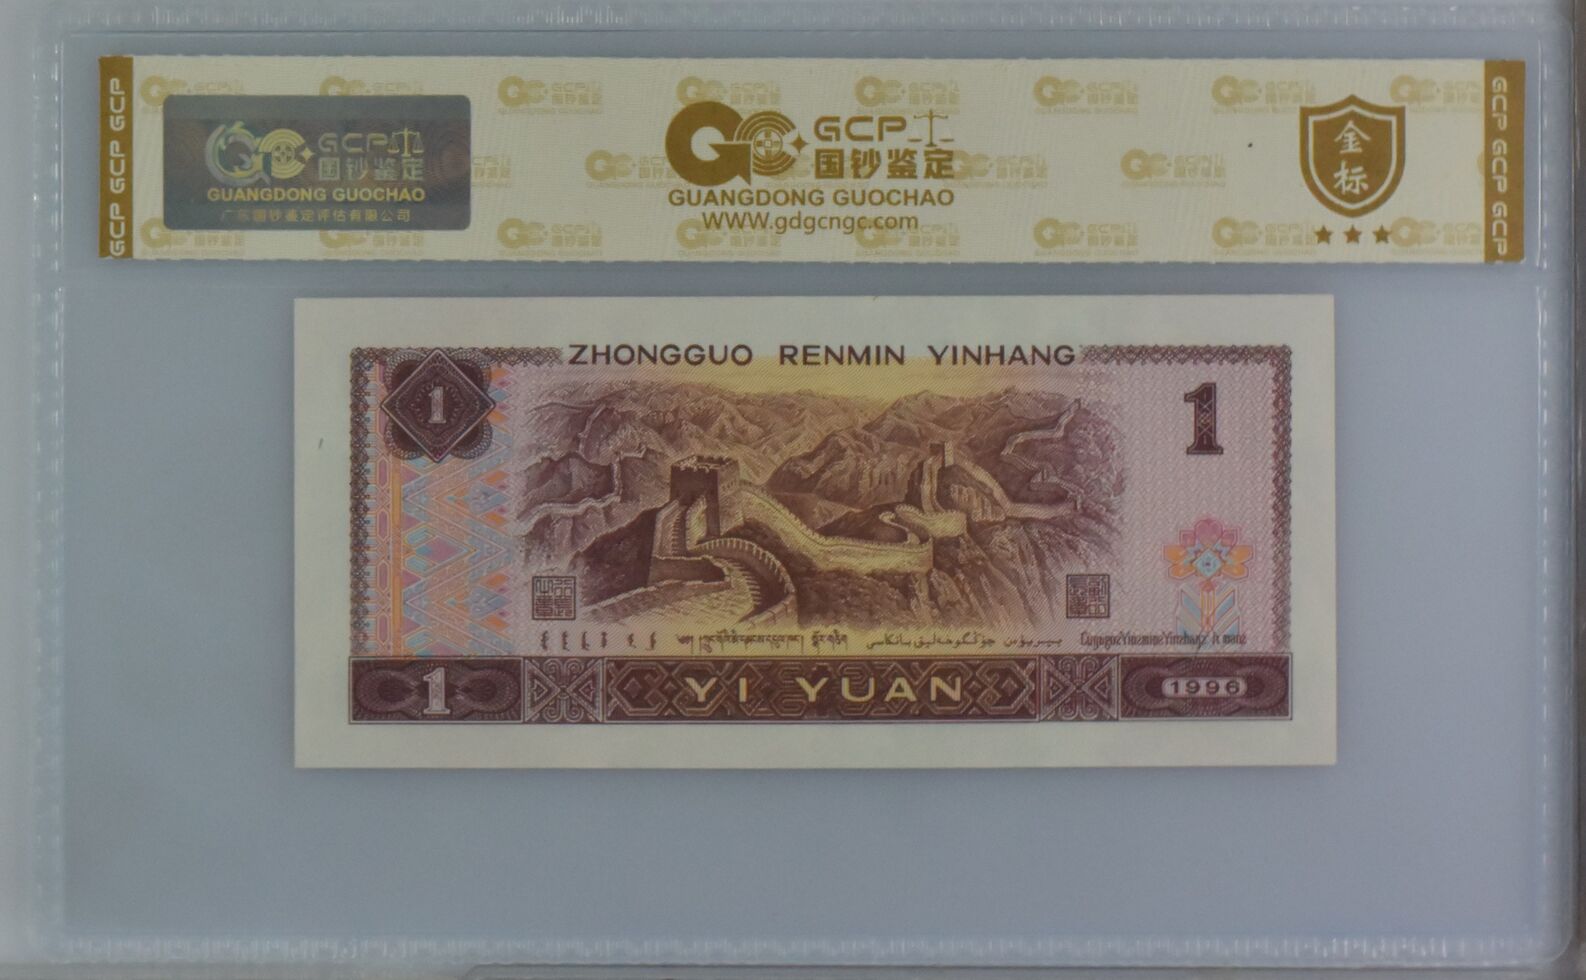 GCP GCP GCP
GCP
国钞鉴定
GUANGDONG GUOCHAO
广东国钞鉴定评估有限公司
GCP
国钞鉴定
GUANGDONG GUOCHAO
WWW.gdgcngc.com
金标
GCP GCP GCP
ZHONGGUO RENMIN YINHANG
1
1
1
YI YUAN
1996